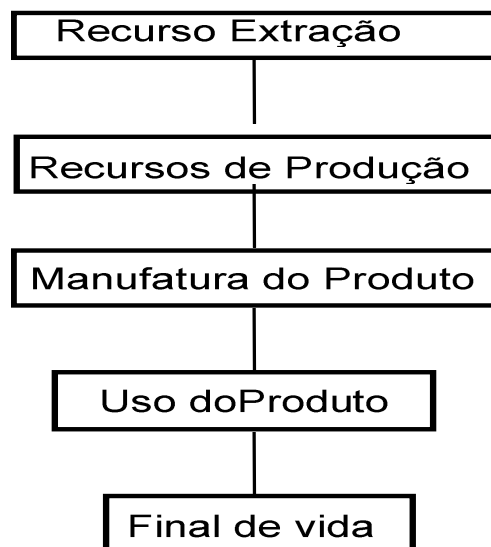 Recurso Extração
Recursos de Produção
Manufatura do Produto
Uso doProduto
Final de vida